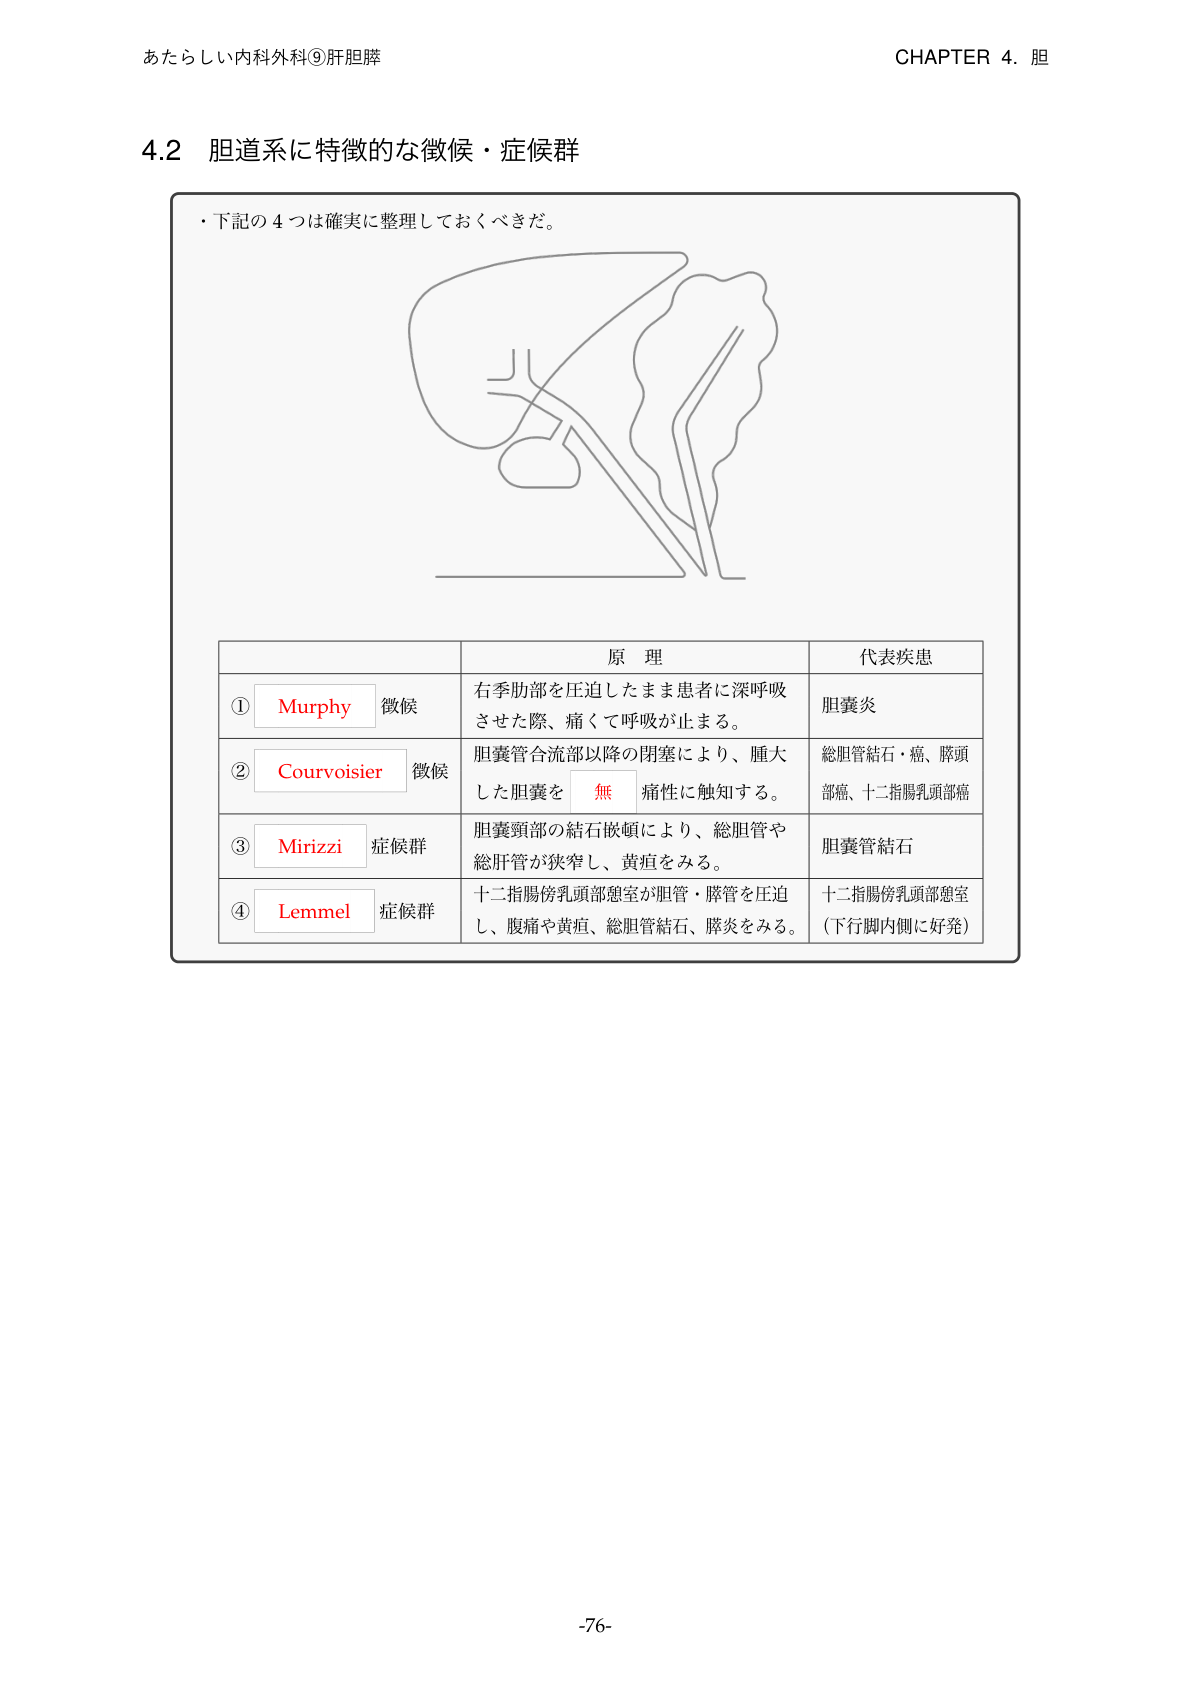 あたらしい内科外科⑨肝胆膵
CHAPTER 4. 胆
4.2 胆道系に特徴的な徴候・症候群
・下記の 4 つは確実に整理しておくべきだ。
原 理
代表疾患
① Murphy 徴候
右季肋部を圧迫したまま患者に深呼吸
させた際、痛くて呼吸が止まる。
胆嚢炎
② Courvoisier 徴候
胆嚢管合流部以降の閉塞により、腫大
した胆嚢を 無 痛性に触知する。
総胆管結石・癌、膵頭
部癌、十二指腸乳頭部癌
③ Mirizzi 症候群
胆嚢頸部の結石嵌頓により、総胆管や
総肝管が狭窄し、黄疸をみる。
胆嚢管結石
④ Lemmel 症候群
十二指腸傍乳頭部憩室が胆管・膵管を圧迫
し、腹痛や黄疸、総胆管結石、膵炎をみる。
十二指腸傍乳頭部憩室
（下行脚内側に好発）
-76-